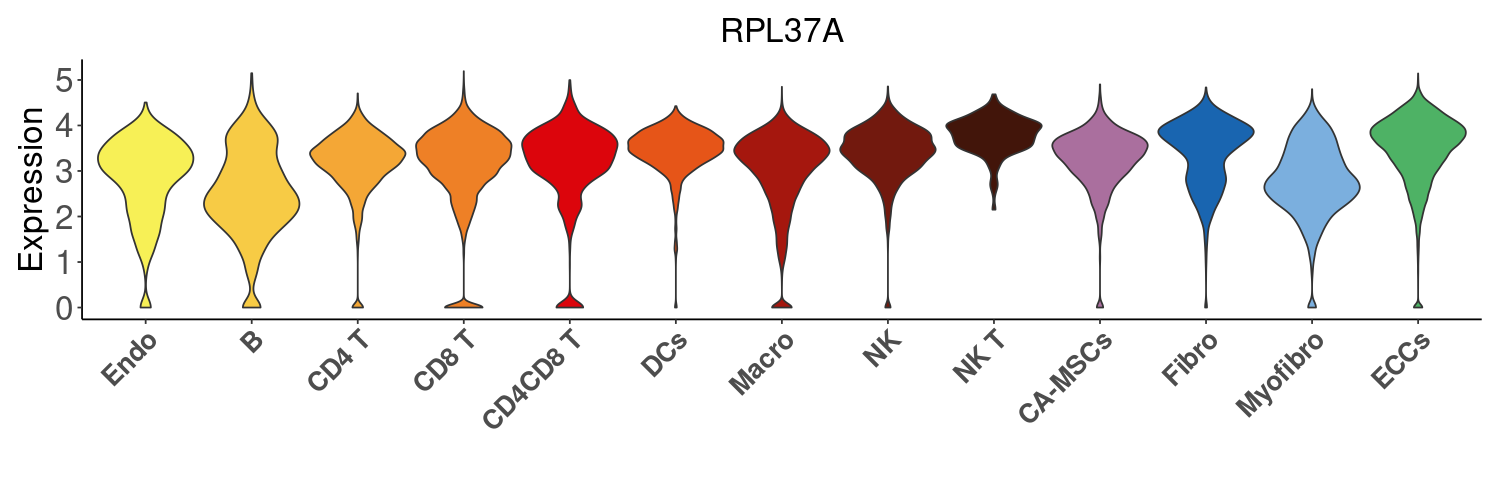 RPL37A
Expression
5
4
3
2
1
0
Endo
B
CD4 T
CD8 T
CD4CD8 T
DCs
Macro
NK
NK T
CA-MSCs
Fibro
Myofibro
ECCs